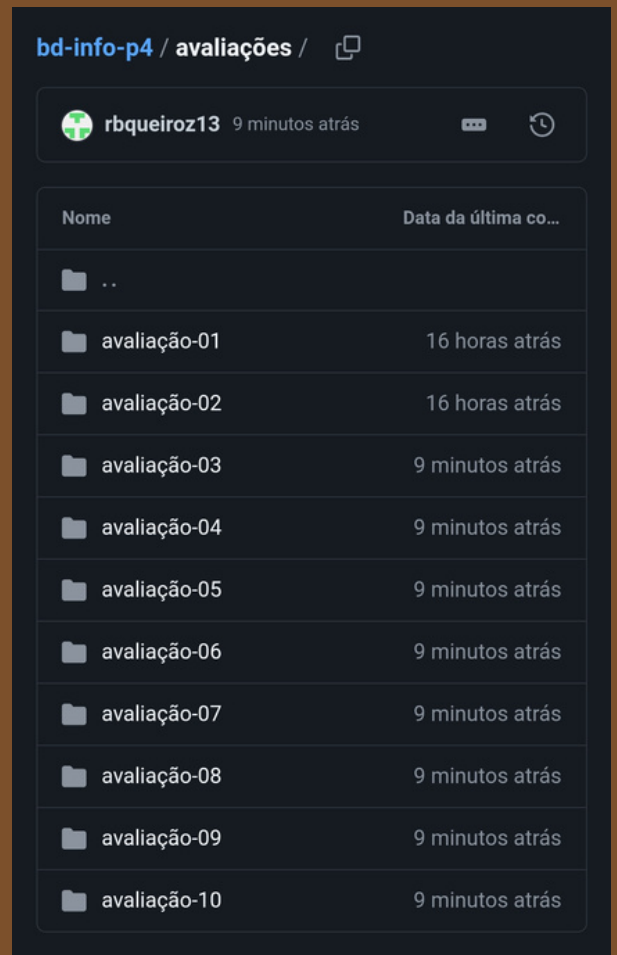 bd-info-p4 / avaliações /
rbqueiroz13 9 minutos atrás
Nome Data da última co...
..
avaliação-01 16 horas atrás
avaliação-02 16 horas atrás
avaliação-03 9 minutos atrás
avaliação-04 9 minutos atrás
avaliação-05 9 minutos atrás
avaliação-06 9 minutos atrás
avaliação-07 9 minutos atrás
avaliação-08 9 minutos atrás
avaliação-09 9 minutos atrás
avaliação-10 9 minutos atrás